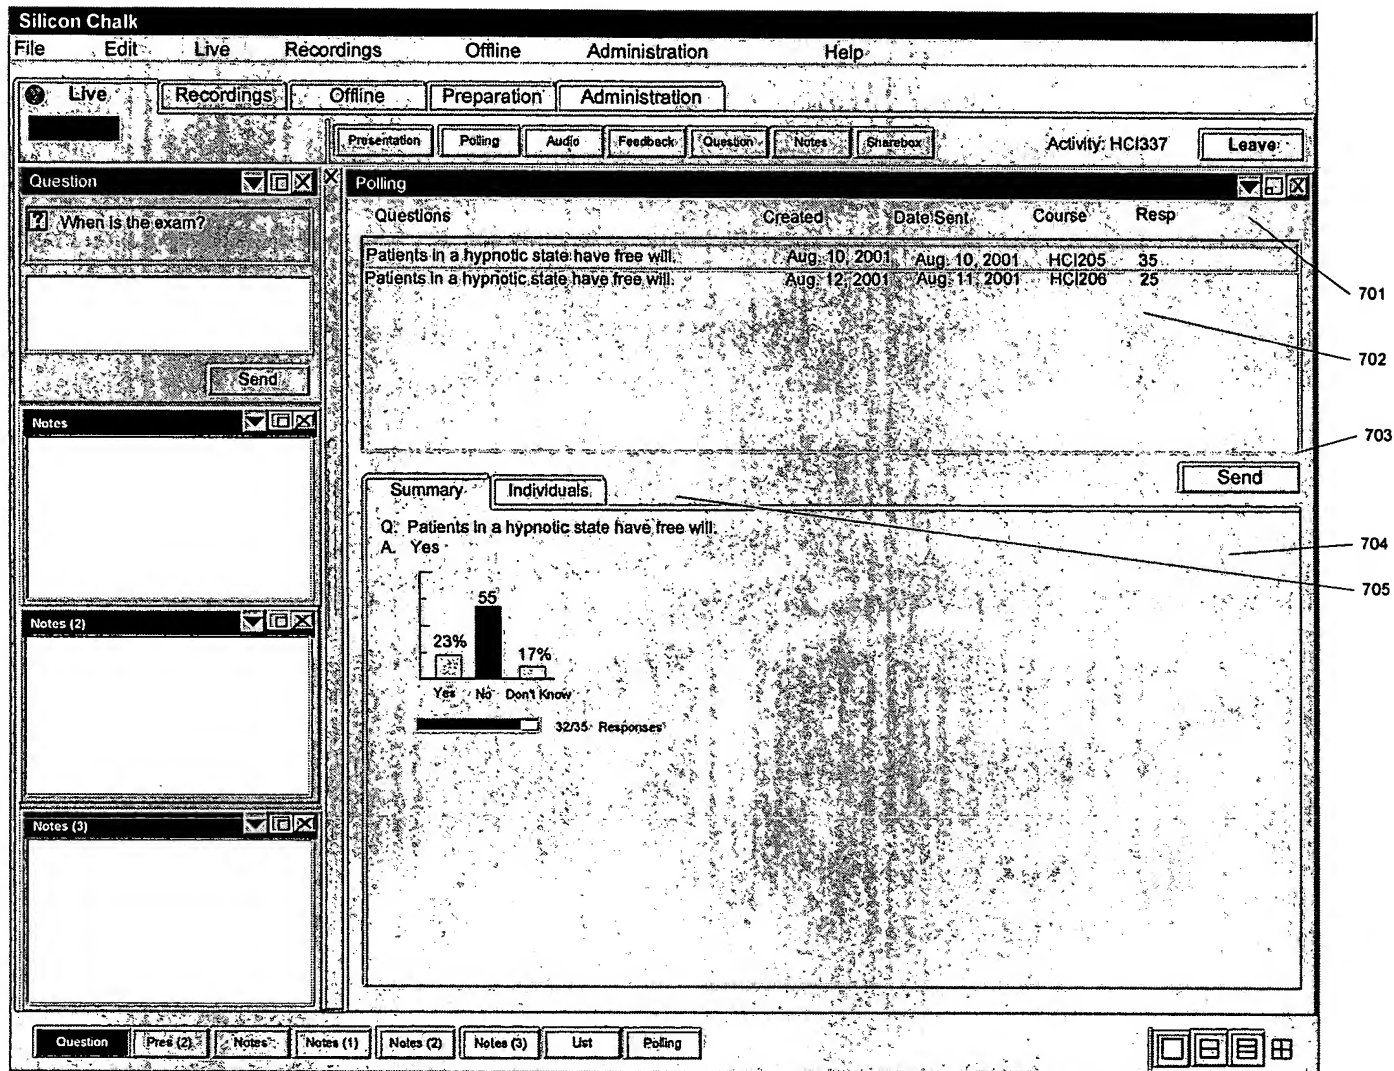 Silicon Chalk
File Edit Live Recordings Offline Administration Help
Live Recordings Offline Preparation Administration
Presentation Polling Audio Feedback Question Notes Sharebox Activity: HCI337 Leave
Question
? When is the exam?
Send
Notes
Notes (2)
Notes (3)
Polling
Questions Created Date Sent Course Resp
Patients in a hypnotic state have free will. Aug. 10, 2001 Aug. 10, 2001 HCI205 35
Patients in a hypnotic state have free will. Aug. 12, 2001 Aug. 11, 2001 HCI206 25
Send
Summary Individuals
Q. Patients in a hypnotic state have free will.
A. Yes
55
23%
17%
Yes No Don't Know
32/35 Responses
701
702
703
704
705
Question Pres (2) Notes Notes (1) Notes (2) Notes (3) List Polling